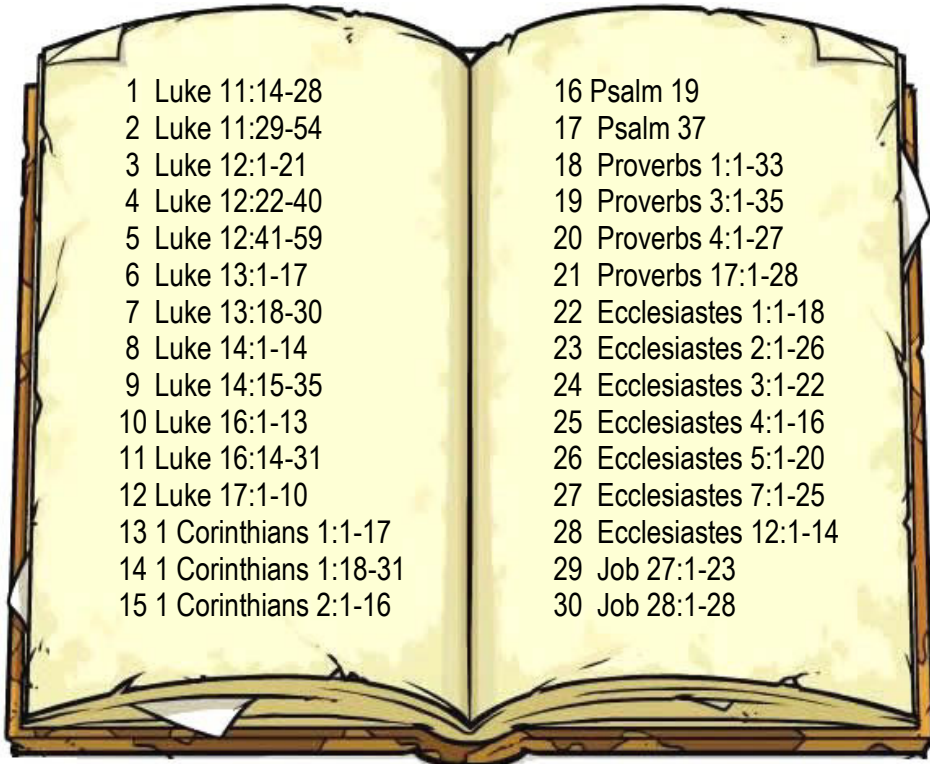 1 Luke 11:14-28
2 Luke 11:29-54
3 Luke 12:1-21
4 Luke 12:22-40
5 Luke 12:41-59
6 Luke 13:1-17
7 Luke 13:18-30
8 Luke 14:1-14
9 Luke 14:15-35
10 Luke 16:1-13
11 Luke 16:14-31
12 Luke 17:1-10
13 1 Corinthians 1:1-17
14 1 Corinthians 1:18-31
15 1 Corinthians 2:1-16
16 Psalm 19
17 Psalm 37
18 Proverbs 1:1-33
19 Proverbs 3:1-35
20 Proverbs 4:1-27
21 Proverbs 17:1-28
22 Ecclesiastes 1:1-18
23 Ecclesiastes 2:1-26
24 Ecclesiastes 3:1-22
25 Ecclesiastes 4:1-16
26 Ecclesiastes 5:1-20
27 Ecclesiastes 7:1-25
28 Ecclesiastes 12:1-14
29 Job 27:1-23
30 Job 28:1-28